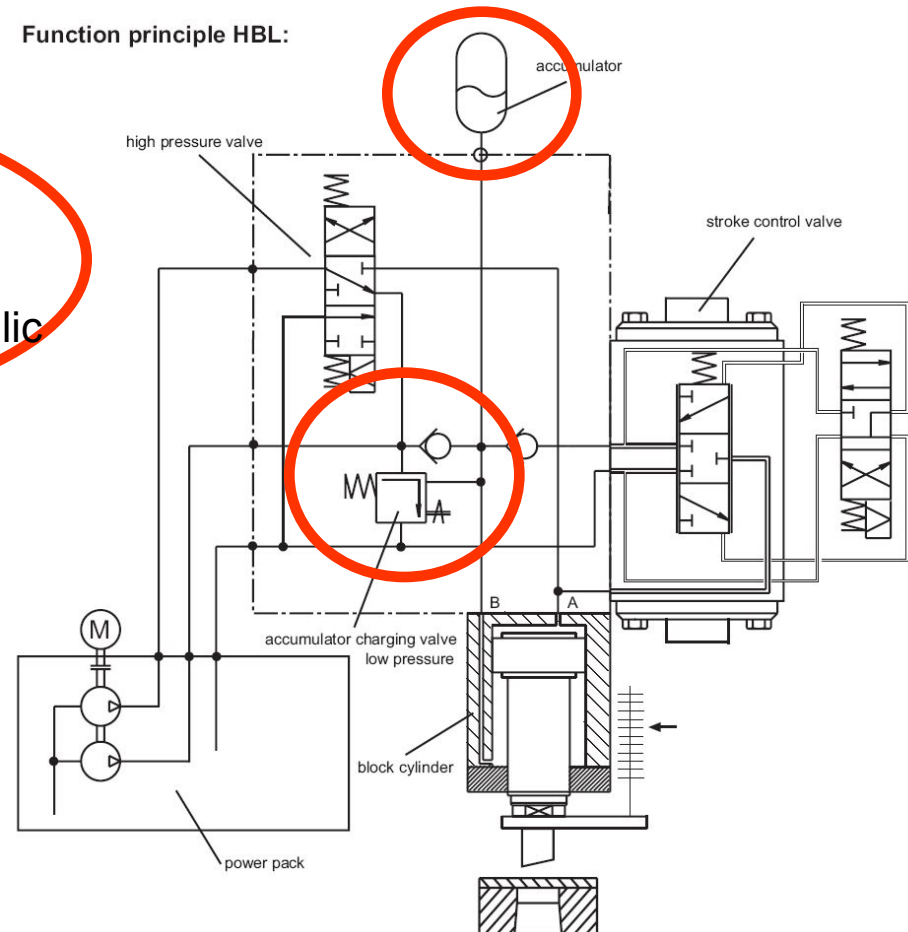 Function principle HBL:
accumulator
high pressure valve
stroke control valve
lic
B
A
accumulator charging valve
low pressure
M
block cylinder
power pack